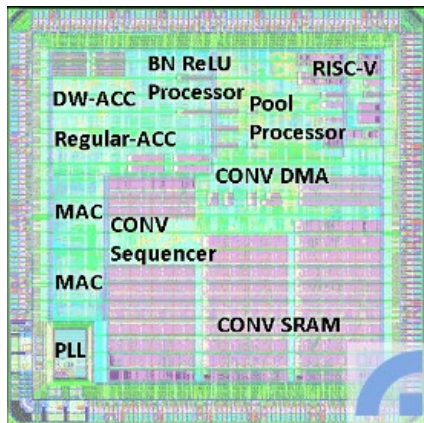 BN ReLU
Processor
RISC-V
DW-ACC
Pool
Processor
Regular-ACC
CONV DMA
MAC
CONV
Sequencer
MAC
CONV SRAM
PLL